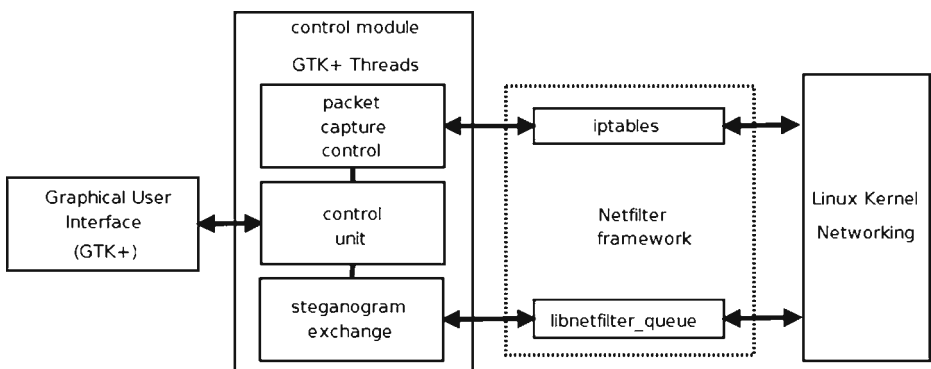 control module
GTK+ Threads
packet
capture
control
iptables
Graphical User
Interface
(GTK+)
control
unit
Netfilter
framework
Linux Kernel
Networking
steganogram
exchange
libnetfilter_queue